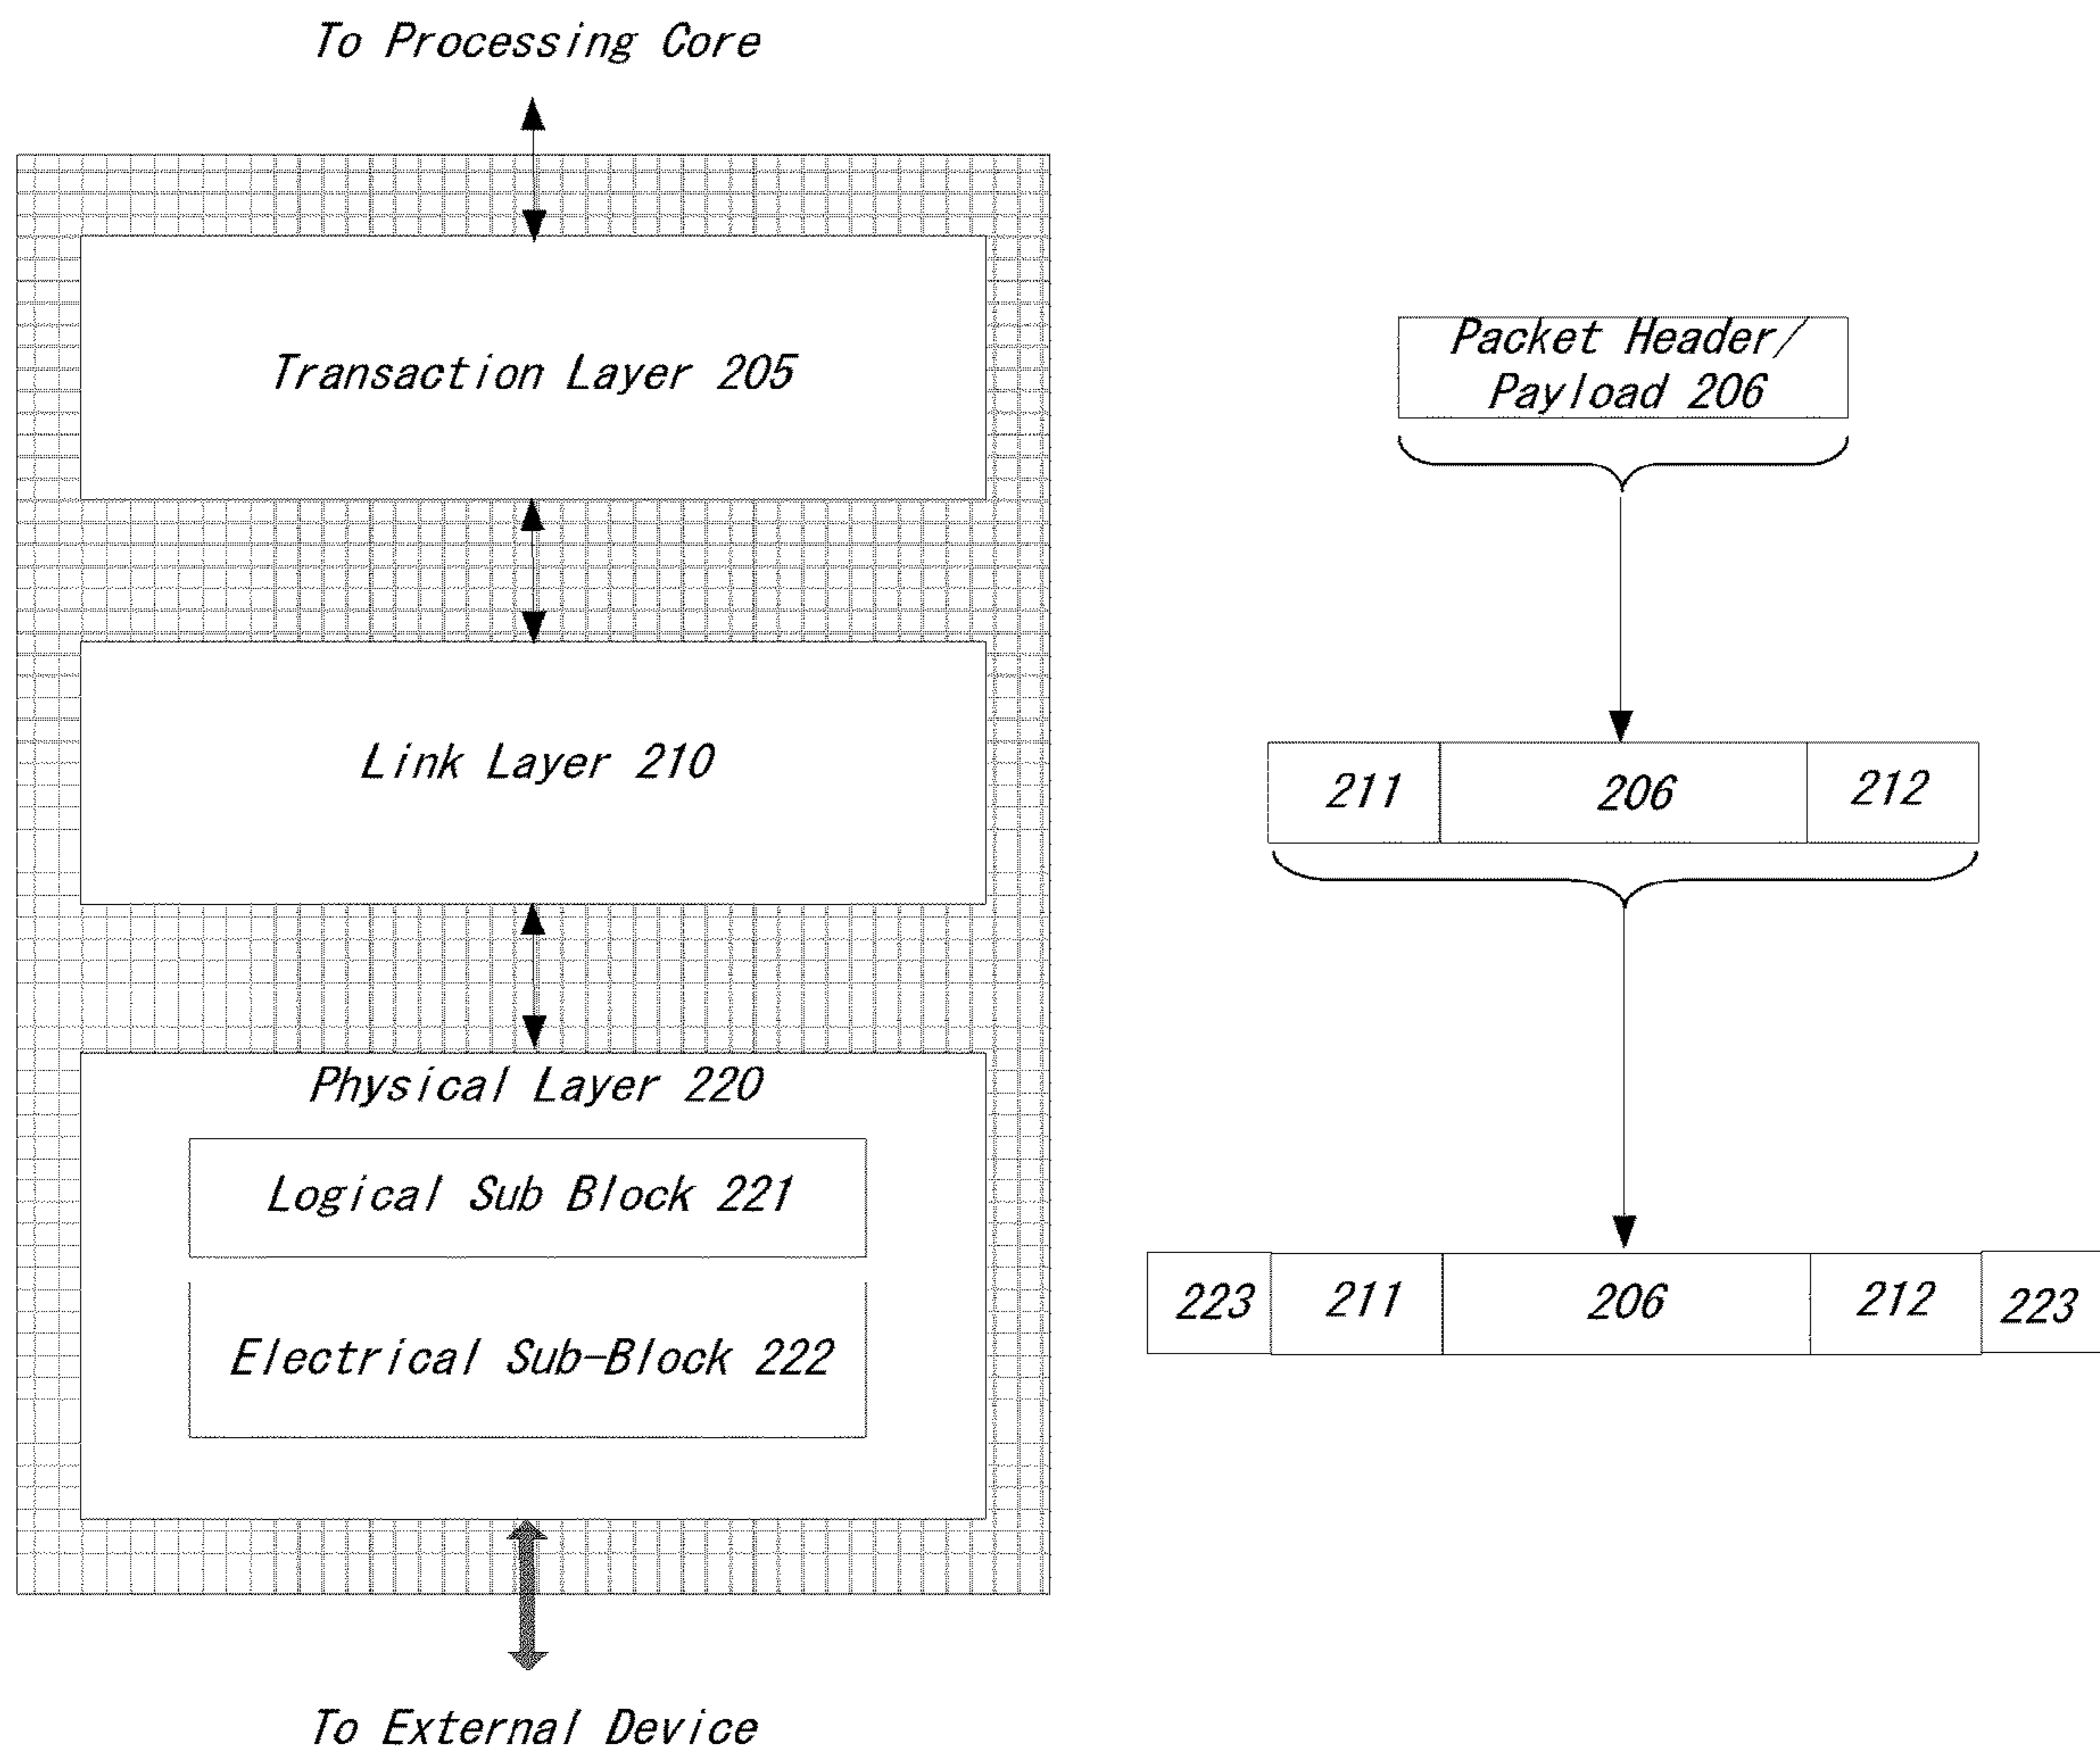 To Processing Core
Transaction Layer 205
Packet Header/
Payload 206
Link Layer 210
211 206 212
Physical Layer 220
Logical Sub Block 221
Electrical Sub-Block 222
223 211 206 212 223
To External Device